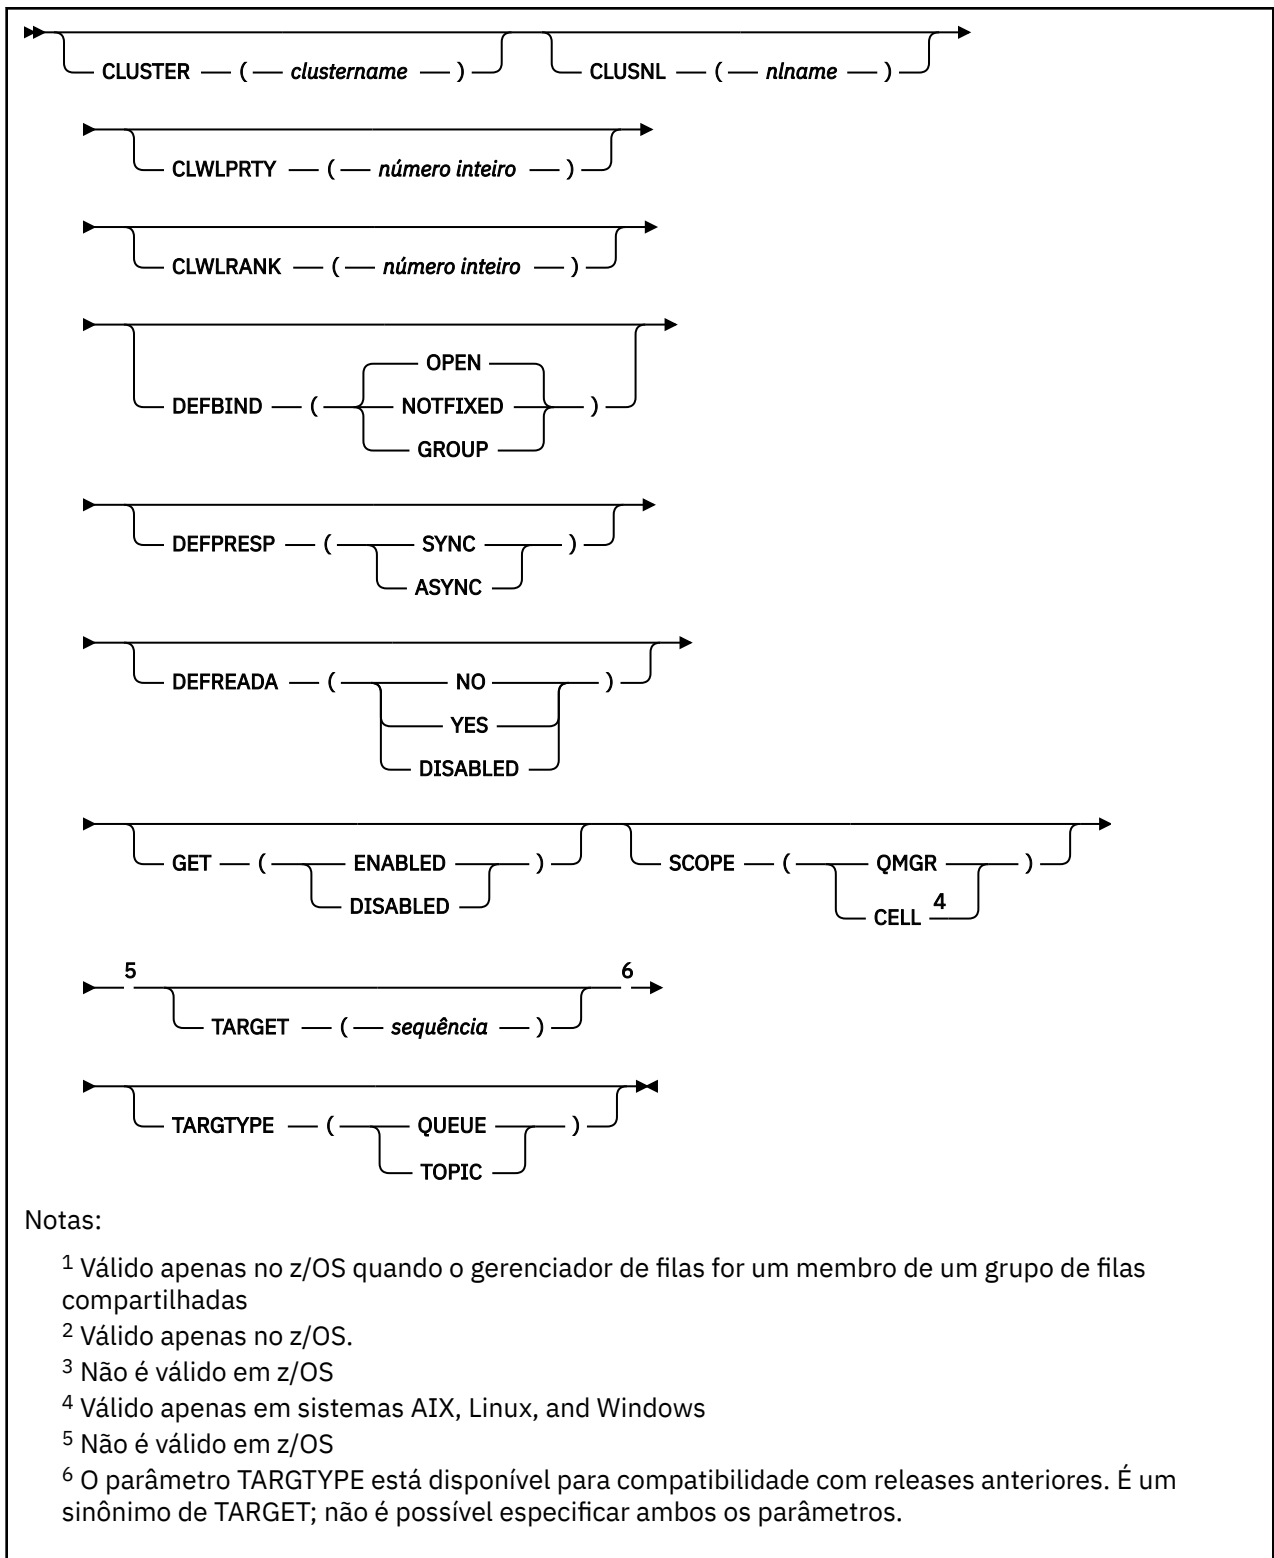 CLUSTER ( clustername ) CLUSNL ( nlname )
CLWLPRTY ( número inteiro )
CLWLRANK ( número inteiro )
OPEN
DEFBIND ( NOTFIXED )
GROUP
DEFPRESP ( SYNC )
ASYNC
DEFREADA ( NO )
YES
DISABLED
GET ( ENABLED ) SCOPE ( QMGR )
DISABLED CELL 4
5 6
TARGET ( sequência )
TARGTYPE ( QUEUE )
TOPIC
Notas:
1 Válido apenas no z/OS quando o gerenciador de filas for um membro de um grupo de filas
compartilhadas
2 Válido apenas no z/OS.
3 Não é válido em z/OS
4 Válido apenas em sistemas AIX, Linux, and Windows
5 Não é válido em z/OS
6 O parâmetro TARGTYPE está disponível para compatibilidade com releases anteriores. É um
sinônimo de TARGET; não é possível especificar ambos os parâmetros.